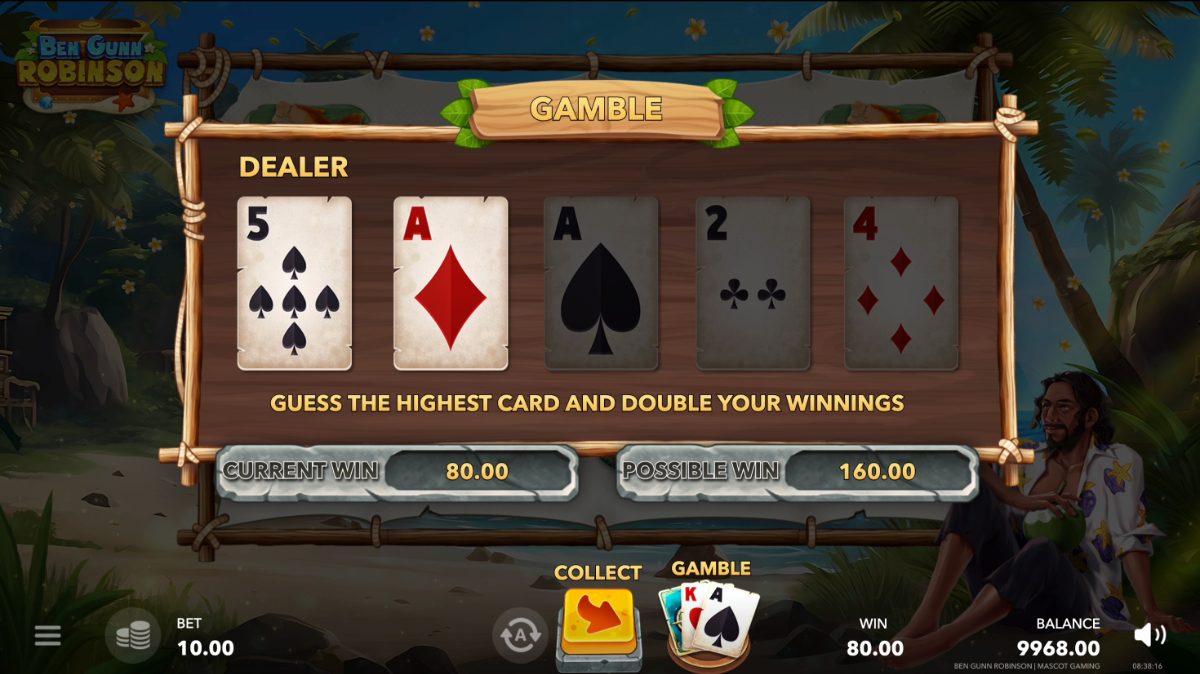 BEN GUNN
ROBINSON
GAMBLE
DEALER
5
A
A
2
4
GUESS THE HIGHEST CARD AND DOUBLE YOUR WINNINGS
CURRENT WIN 80.00
POSSIBLE WIN 160.00
COLLECT
GAMBLE
K A
A
BET
10.00
WIN
80.00
BALANCE
9968.00
BEN GUNN ROBINSON | MASCOT GAMING
08:38:16